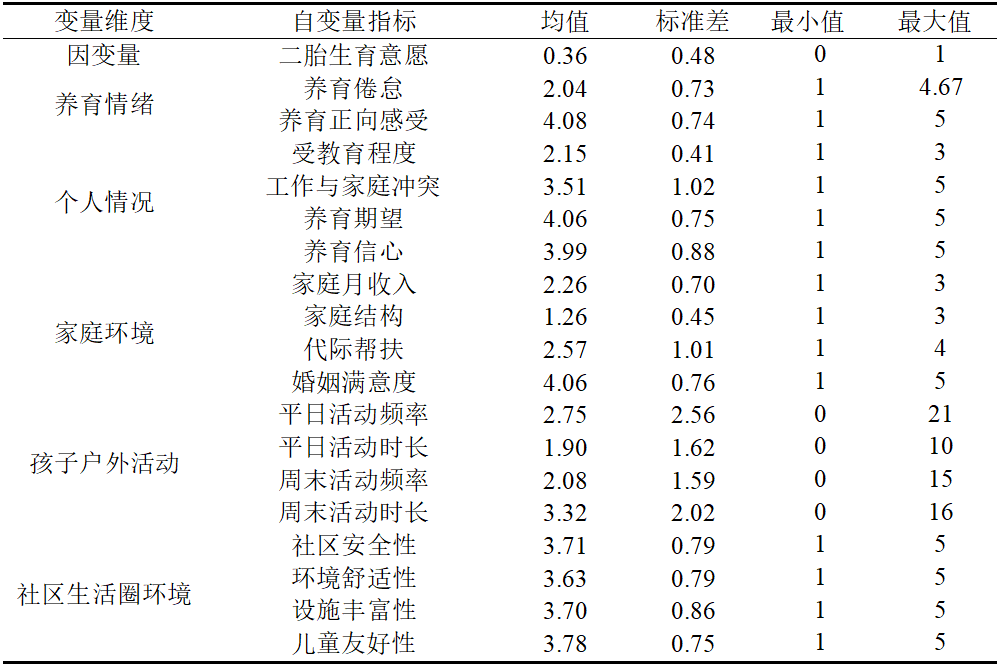 变量维度 自变量指标 均值 标准差 最小值 最大值
因变量 二胎生育意愿 0.36 0.48 0 1
养育情绪 养育倦怠 2.04 0.73 1 4.67
养育正向感受 4.08 0.74 1 5
个人情况 受教育程度 2.15 0.41 1 3
工作与家庭冲突 3.51 1.02 1 5
养育期望 4.06 0.75 1 5
养育信心 3.99 0.88 1 5
家庭环境 家庭月收入 2.26 0.70 1 3
家庭结构 1.26 0.45 1 3
代际帮扶 2.57 1.01 1 4
婚姻满意度 4.06 0.76 1 5
孩子户外活动 平日活动频率 2.75 2.56 0 21
平日活动时长 1.90 1.62 0 10
周末活动频率 2.08 1.59 0 15
周末活动时长 3.32 2.02 0 16
社区生活圈环境 社区安全性 3.71 0.79 1 5
环境舒适性 3.63 0.79 1 5
设施丰富性 3.70 0.86 1 5
儿童友好性 3.78 0.75 1 5